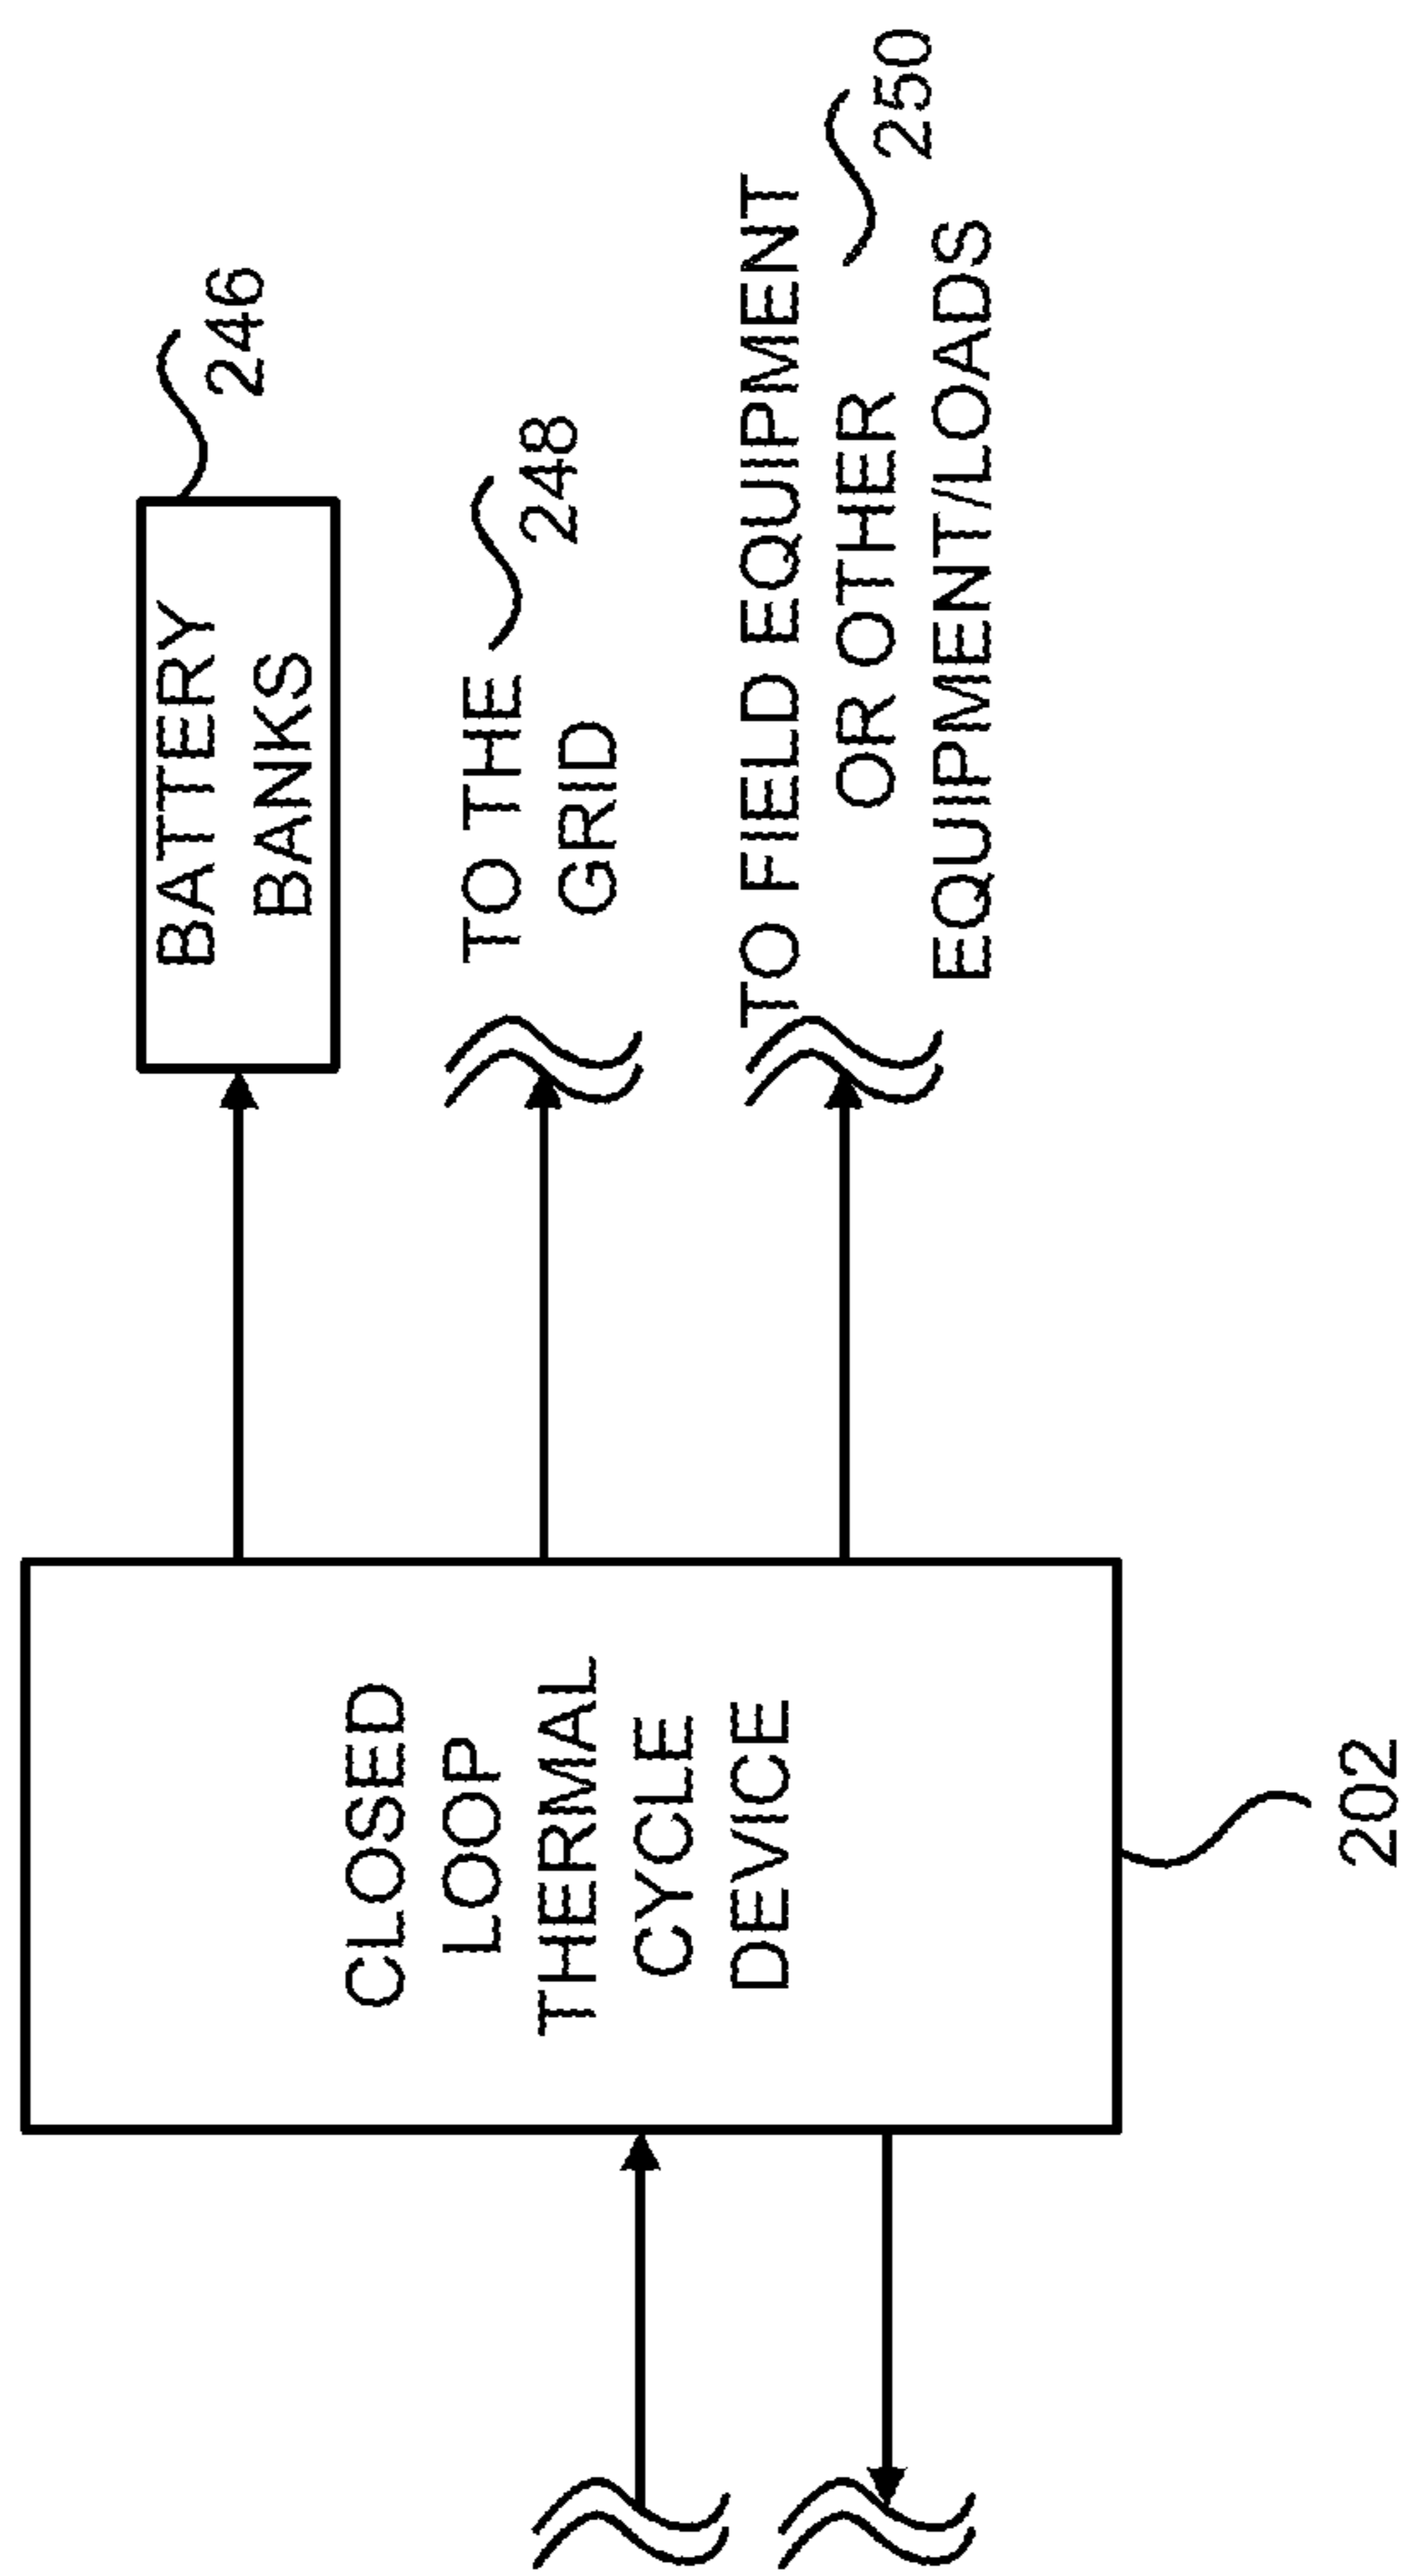 BATTERY
BANKS
246
TO THE
GRID
248
TO FIELD EQUIPMENT
OR OTHER
EQUIPMENT/LOADS
250
CLOSED
LOOP
THERMAL
CYCLE
DEVICE
202